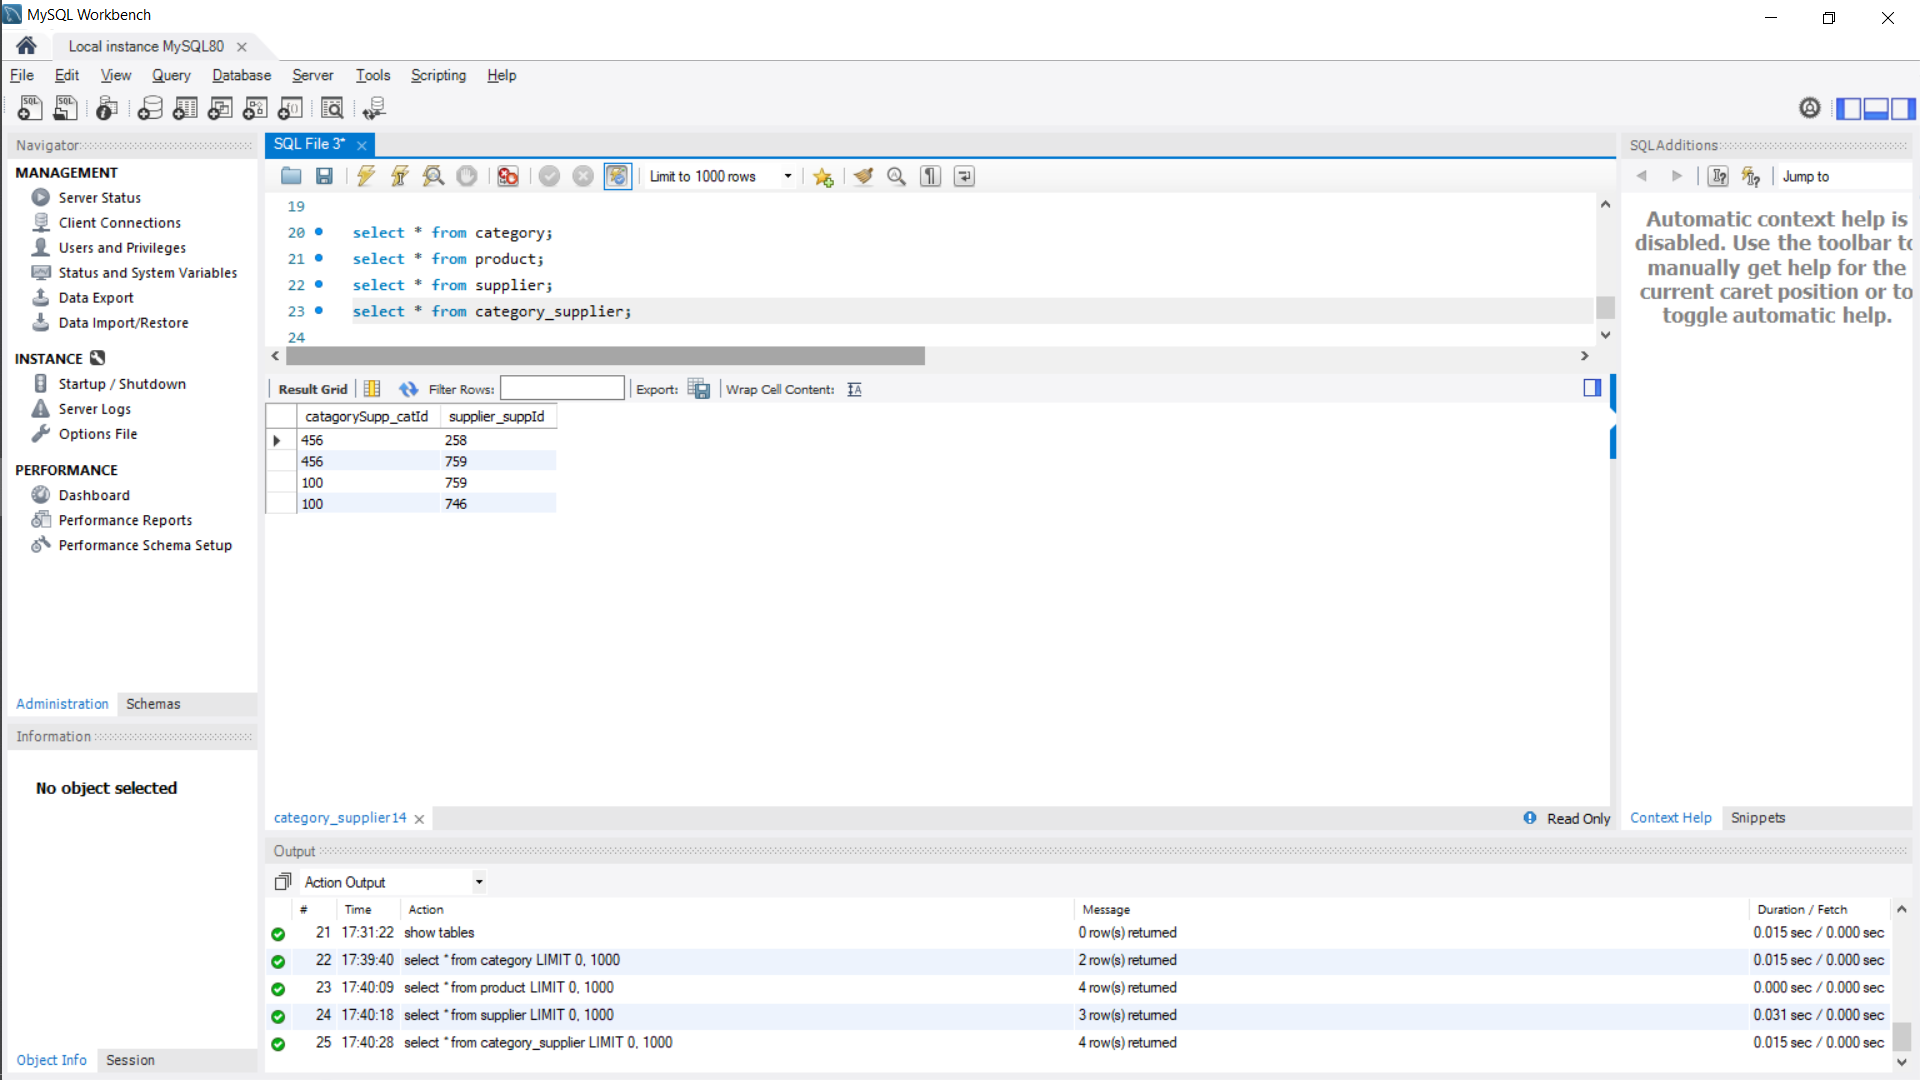 MySQL Workbench
Local instance MySQL80
File Edit View Query Database Server Tools Scripting Help
Navigator
MANAGEMENT
Server Status
Client Connections
Users and Privileges
Status and System Variables
Data Export
Data Import/Restore
INSTANCE
Startup / Shutdown
Server Logs
Options File
PERFORMANCE
Dashboard
Performance Reports
Performance Schema Setup
Administration Schemas
Information
No object selected
Object Info Session
SQL File 3*
Limit to 1000 rows
19
20 select * from category;
21 select * from product;
22 select * from supplier;
23 select * from category_supplier;
24
Result Grid Filter Rows: Export: Wrap Cell Content:
catagorySupp_catId supplier_suppId
456 258
456 759
100 759
100 746
category_supplier14 Read Only
SQLAdditions
Jump to
Automatic context help is
disabled. Use the toolbar to
manually get help for the
current caret position or to
toggle automatic help.
Context Help Snippets
Output
Action Output
# Time Action Message Duration / Fetch
21 17:31:22 show tables 0 row(s) returned 0.015 sec / 0.000 sec
22 17:39:40 select * from category LIMIT 0, 1000 2 row(s) returned 0.015 sec / 0.000 sec
23 17:40:09 select * from product LIMIT 0, 1000 4 row(s) returned 0.000 sec / 0.000 sec
24 17:40:18 select * from supplier LIMIT 0, 1000 3 row(s) returned 0.031 sec / 0.000 sec
25 17:40:28 select * from category_supplier LIMIT 0, 1000 4 row(s) returned 0.015 sec / 0.000 sec